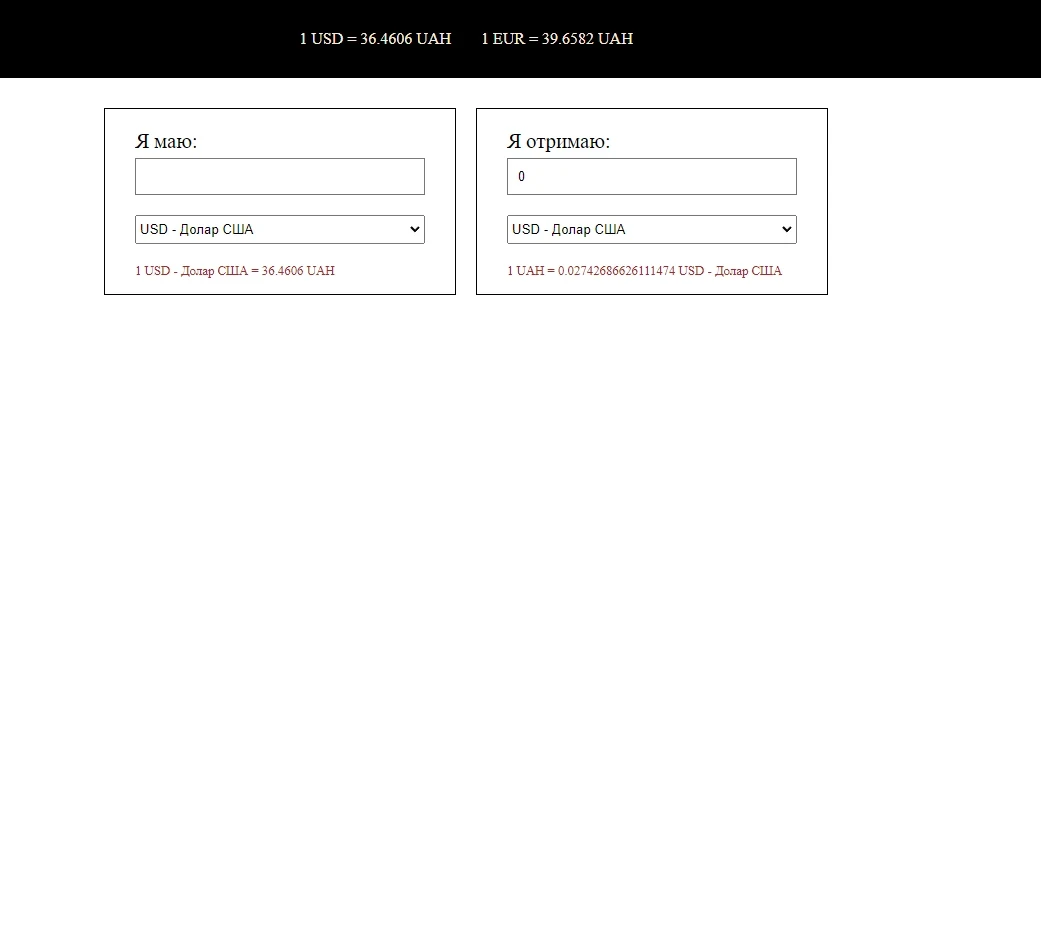 1 USD = 36.4606 UAH 1 EUR = 39.6582 UAH
Я маю:
USD - Долар США
1 USD - Долар США = 36.4606 UAH
Я отримаю:
0
USD - Долар США
1 UAH = 0.02742686626111474 USD - Долар США